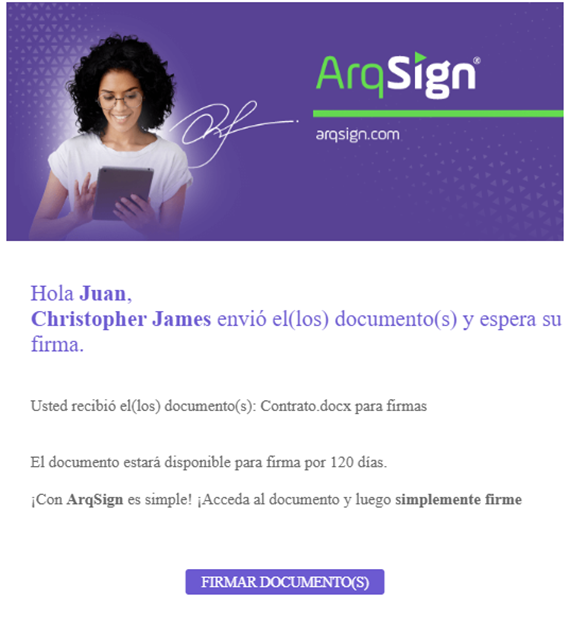 ArqSign®
arqsign.com
Hola Juan,
Christopher James envió el(los) documento(s) y espera su
firma.
Usted recibió el(los) documento(s): Contrato.docx para firmas
El documento estará disponible para firma por 120 días.
¡Con ArqSign es simple! ¡Acceda al documento y luego simplemente firme
FIRMAR DOCUMENTO(S)